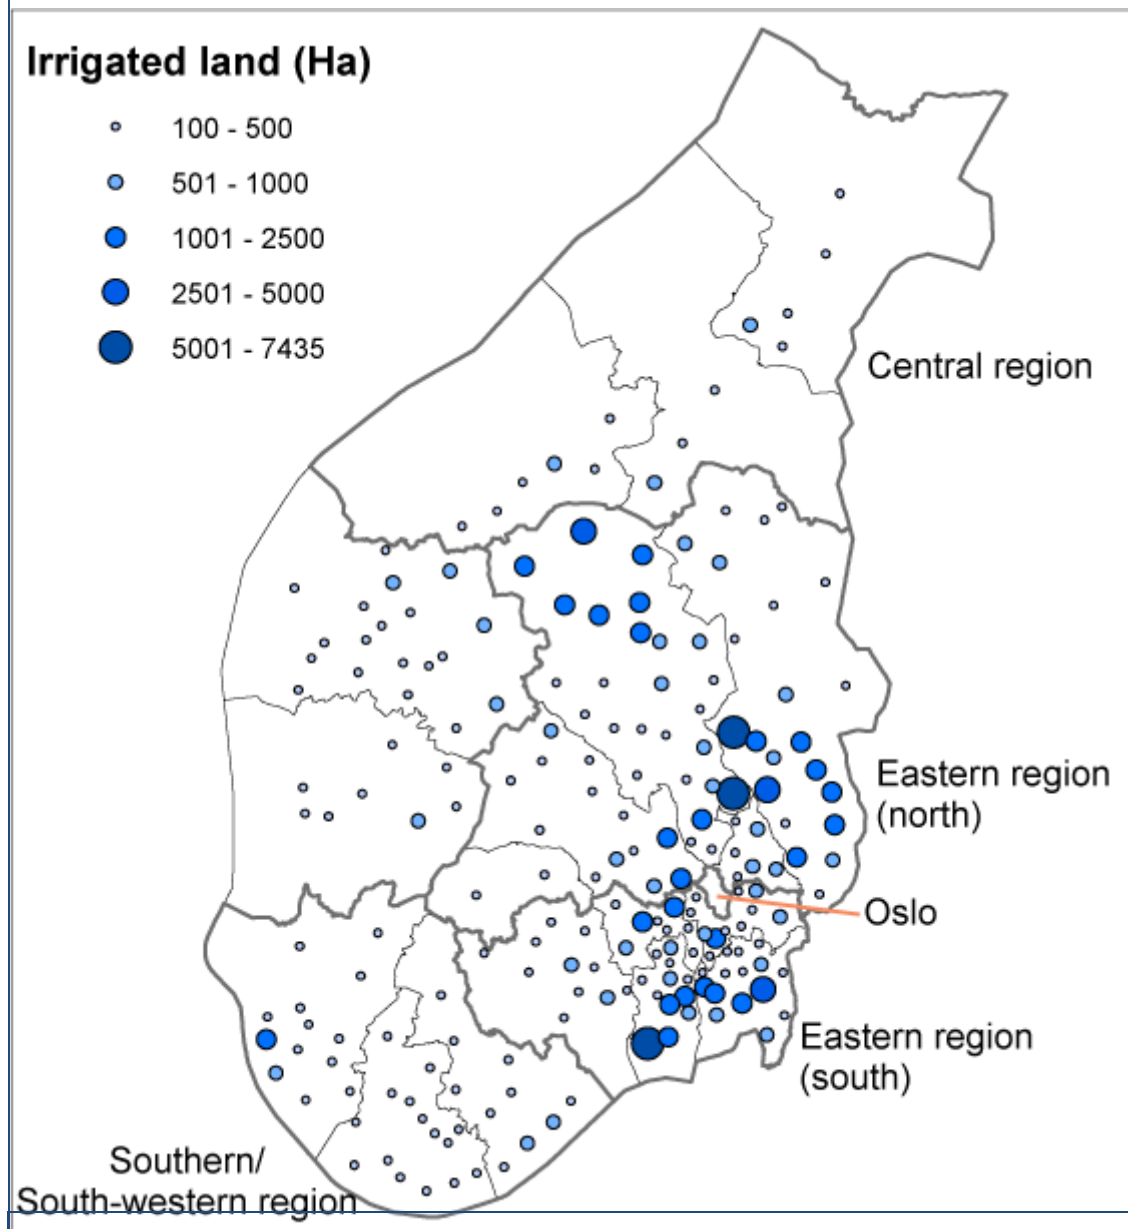 Irrigated land (Ha)
100 - 500
501 - 1000
1001 - 2500
2501 - 5000
5001 - 7435
Central region
Eastern region
(north)
Oslo
Eastern region
(south)
Southern/
South-western region